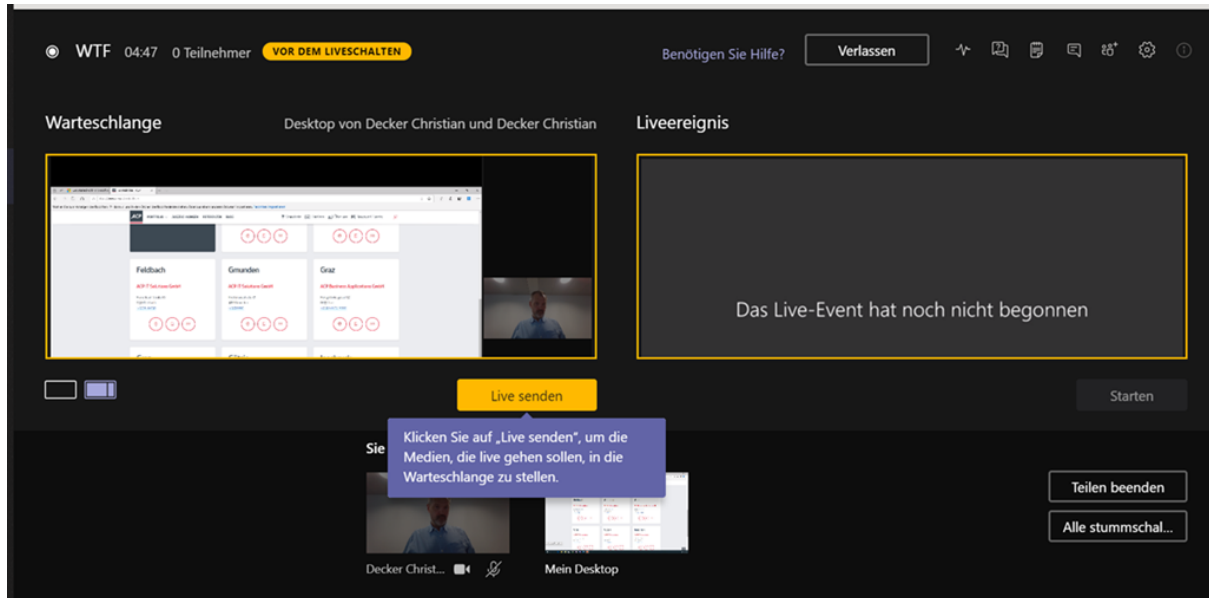 WTF 04:47 0 Teilnehmer VOR DEM LIVESCHALTEN
Benötigen Sie Hilfe? Verlassen
Warteschlange
Desktop von Decker Christian und Decker Christian
Liveereignis
ACP
Feldbach
Gmunden
Graz
Das Live-Event hat noch nicht begonnen
Live senden
Starten
Klicken Sie auf „Live senden“, um die
Medien, die live gehen sollen, in die
Warteschlange zu stellen.
Sie
Teilen beenden
Alle stummschal...
Decker Christ...
Mein Desktop